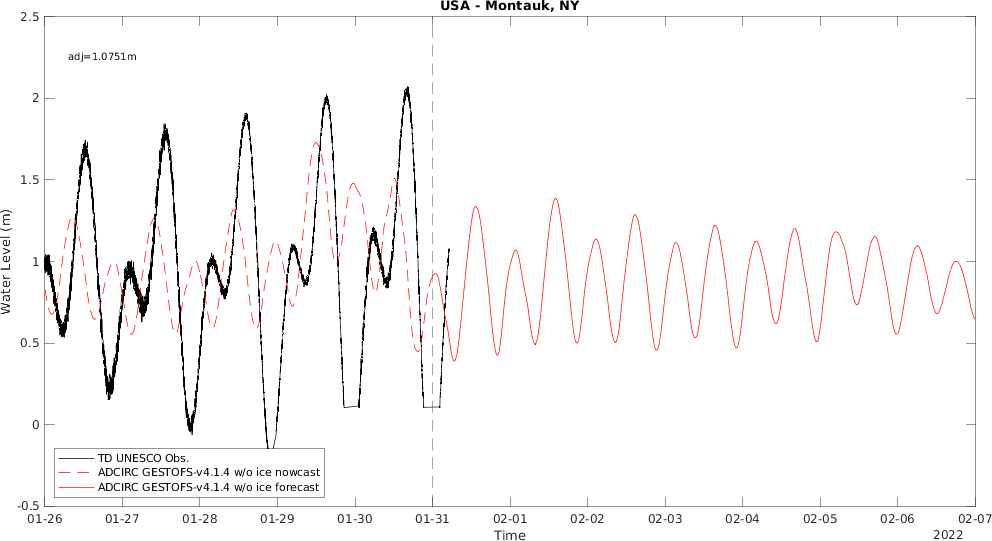 USA - Montauk, NY
2.5
adj=1.0751m
2
1.5
1
0.5
0
-0.5
Water Level (m)
TD UNESCO Obs.
ADCIRC GESTOFS-v4.1.4 w/o ice nowcast
ADCIRC GESTOFS-v4.1.4 w/o ice forecast
01-26 01-27 01-28 01-29 01-30 01-31 02-01 02-02 02-03 02-04 02-05 02-06 02-07
Time
2022